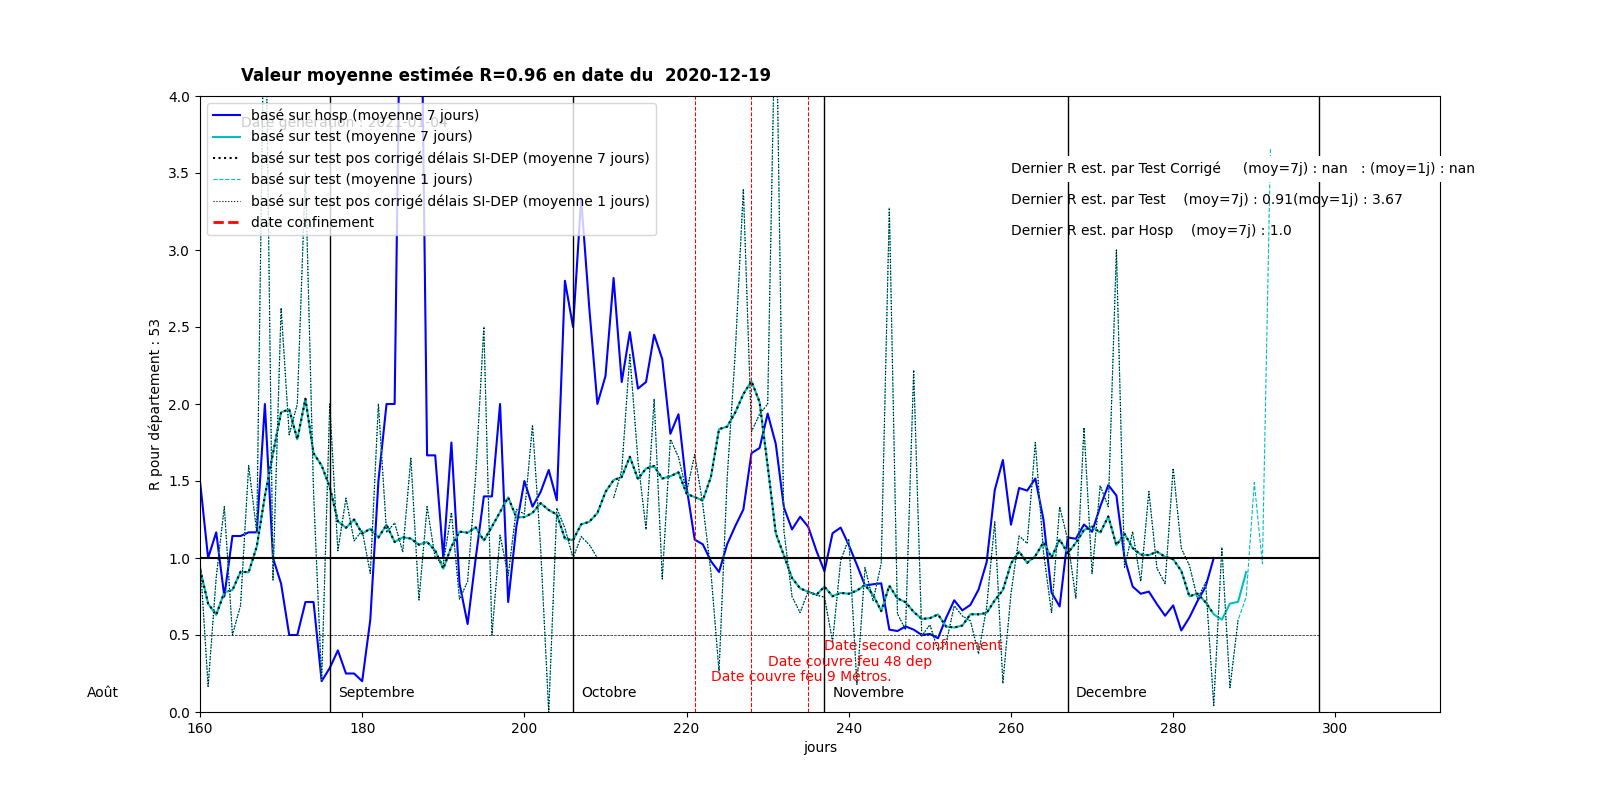 Valeur moyenne estimée R=0.96 en date du  2020-12-19
Date génération : 2021-01-04
basé sur hosp (moyenne 7 jours)
basé sur test (moyenne 7 jours)
basé sur test pos corrigé délais SI-DEP (moyenne 7 jours)
basé sur test (moyenne 1 jours)
basé sur test pos corrigé délais SI-DEP (moyenne 1 jours)
date confinement
Dernier R est. par Test Corrigé (moy=7j) : nan : (moy=1j) : nan
Dernier R est. par Test (moy=7j) : 0.91(moy=1j) : 3.67
Dernier R est. par Hosp (moy=7j) : 1.0
4.0
3.5
3.0
2.5
2.0
1.5
1.0
0.5
0.0
R pour département : 53
Date second confinement
Date couvre feu 48 dep
Date couvre feu 9 Métros.
Août
Septembre
Octobre
Novembre
Decembre
160 180 200 220 240 260 280 300
jours